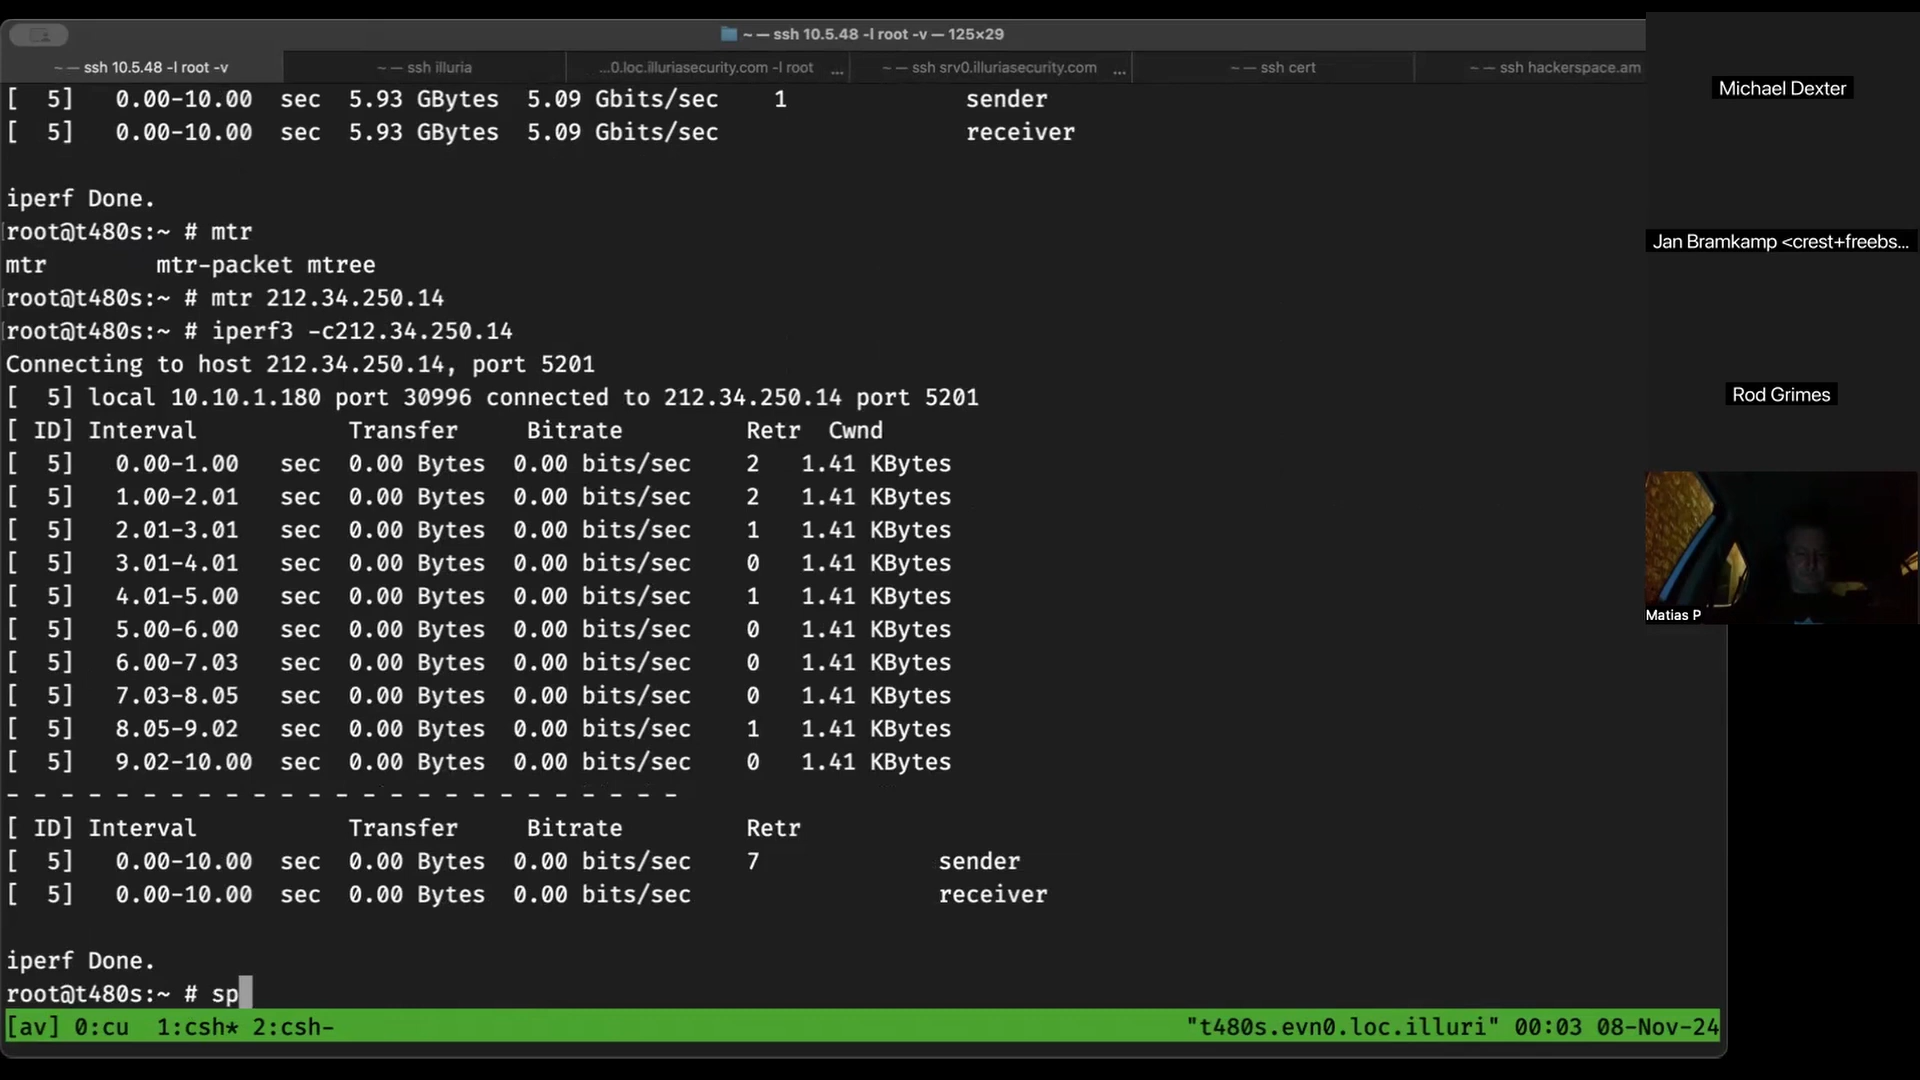 ~ — ssh 10.5.48 -l root -v — 125×29
~ — ssh 10.5.48 -l root -v
~ — ssh illuria
...0.loc.illuriasecurity.com -l root ...
~ — ssh srv0.illuriasecurity.com ...
~ — ssh cert
~ — ssh hackerspace.am
[  5]   0.00-10.00  sec  5.93 GBytes  5.09 Gbits/sec    1             sender
[  5]   0.00-10.00  sec  5.93 GBytes  5.09 Gbits/sec                  receiver
iperf Done.
root@t480s:~ # mtr
mtr        mtr-packet mtree
root@t480s:~ # mtr 212.34.250.14
root@t480s:~ # iperf3 -c212.34.250.14
Connecting to host 212.34.250.14, port 5201
[  5] local 10.10.1.180 port 30996 connected to 212.34.250.14 port 5201
[ ID] Interval           Transfer     Bitrate         Retr  Cwnd
[  5]   0.00-1.00   sec  0.00 Bytes  0.00 bits/sec    2   1.41 KBytes
[  5]   1.00-2.01   sec  0.00 Bytes  0.00 bits/sec    2   1.41 KBytes
[  5]   2.01-3.01   sec  0.00 Bytes  0.00 bits/sec    1   1.41 KBytes
[  5]   3.01-4.01   sec  0.00 Bytes  0.00 bits/sec    0   1.41 KBytes
[  5]   4.01-5.00   sec  0.00 Bytes  0.00 bits/sec    1   1.41 KBytes
[  5]   5.00-6.00   sec  0.00 Bytes  0.00 bits/sec    0   1.41 KBytes
[  5]   6.00-7.03   sec  0.00 Bytes  0.00 bits/sec    0   1.41 KBytes
[  5]   7.03-8.05   sec  0.00 Bytes  0.00 bits/sec    0   1.41 KBytes
[  5]   8.05-9.02   sec  0.00 Bytes  0.00 bits/sec    1   1.41 KBytes
[  5]   9.02-10.00  sec  0.00 Bytes  0.00 bits/sec    0   1.41 KBytes
- - - - - - - - - - - - - - - - - - - - - - - - -
[ ID] Interval           Transfer     Bitrate         Retr
[  5]   0.00-10.00  sec  0.00 Bytes  0.00 bits/sec    7             sender
[  5]   0.00-10.00  sec  0.00 Bytes  0.00 bits/sec                  receiver
iperf Done.
root@t480s:~ # sp
[av] 0:cu  1:csh* 2:csh-
"t480s.evn0.loc.illuri" 00:03 08-Nov-24
Michael Dexter
Jan Bramkamp <crest+freebs...
Rod Grimes
Matias P